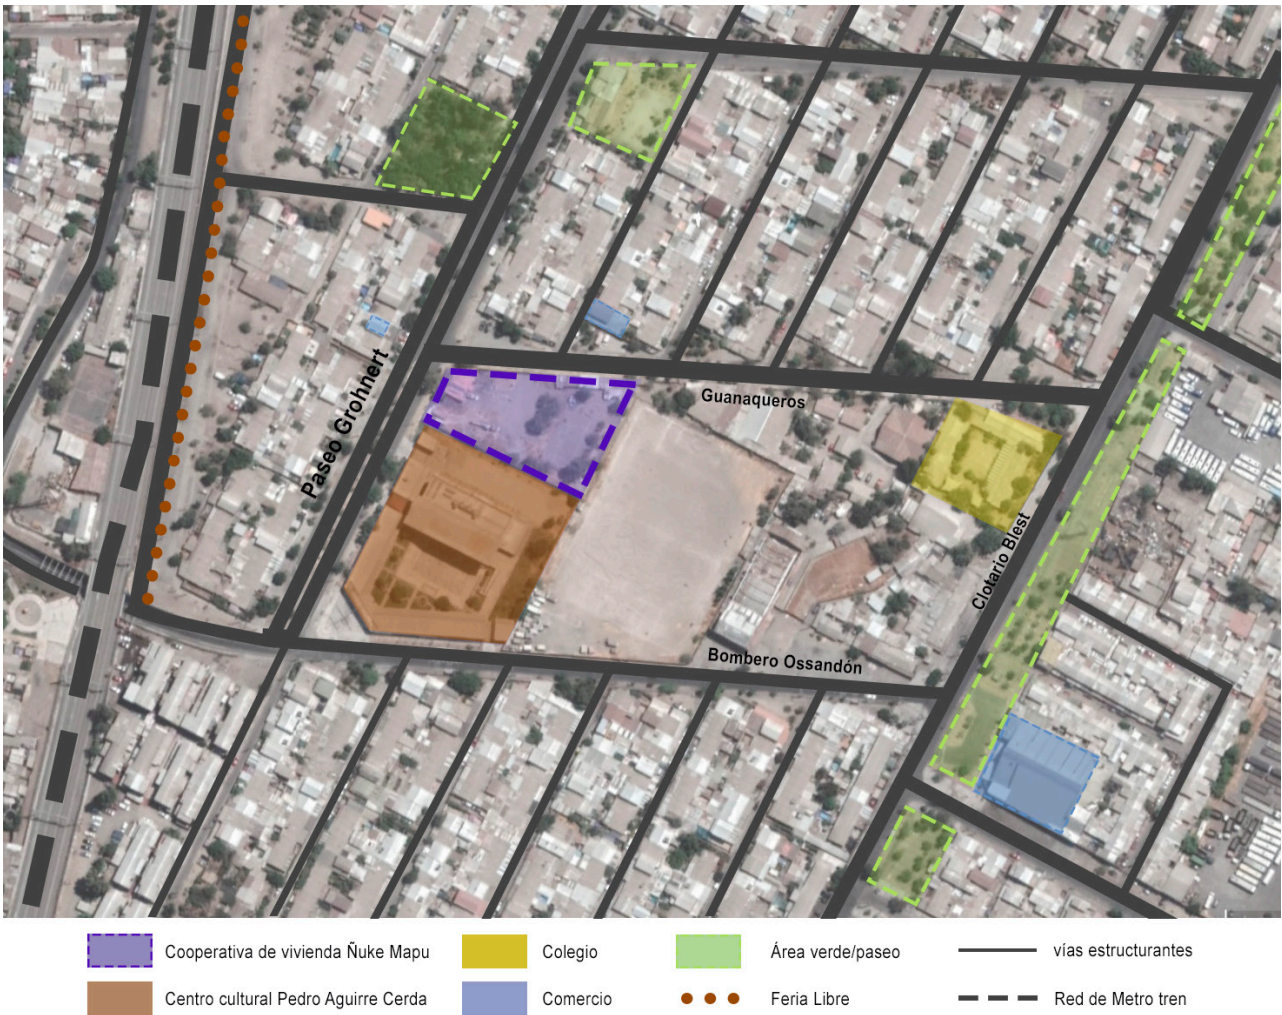 Paseo Grohnert
Guanaqueros
Clotario Blest
Bombero Ossandón
Cooperativa de vivienda Ñuke Mapu
Colegio
Área verde/paseo
vías estructurantes
Centro cultural Pedro Aguirre Cerda
Comercio
Feria Libre
Red de Metro tren